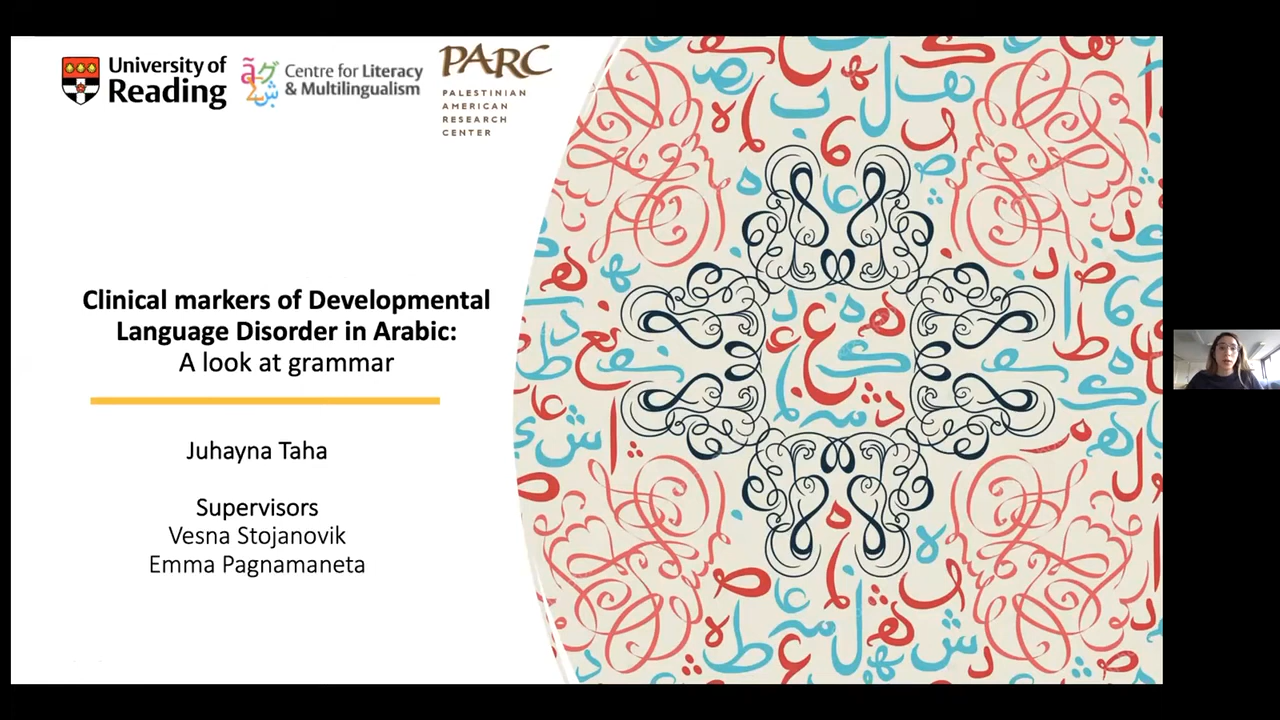 University of
Reading
Centre for Literacy
& Multilingualism
PARC
PALESTINIAN
AMERICAN
RESEARCH
CENTER
Clinical markers of Developmental
Language Disorder in Arabic:
A look at grammar
Juhayna Taha
Supervisors
Vesna Stojanovik
Emma Pagnamaneta